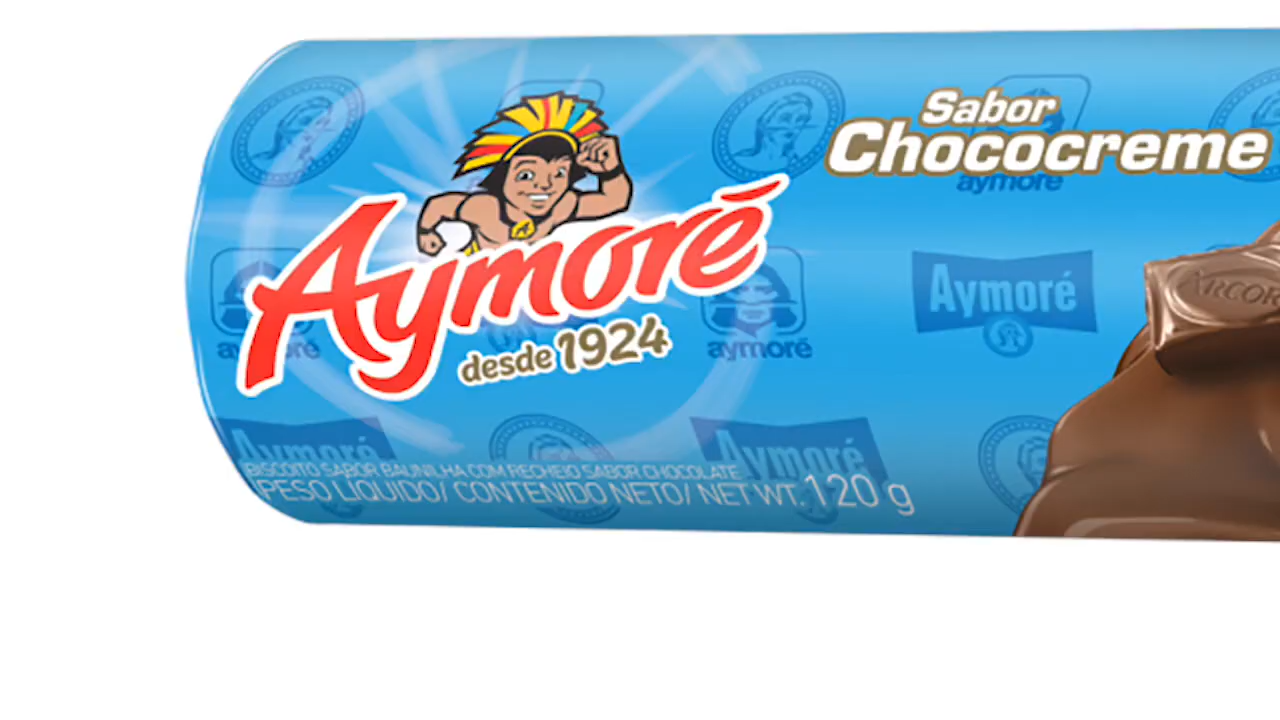 Sabor
Chococreme
Aymoré
desde 1924
aymoré
Aymoré
ARCOR
aymoré
aymoré
Aymoré
Aymoré
BISCOITO SABOR BAUNILHA COM RECHEIO SABOR CHOCOLATE
PESO LÍQUIDO/ CONTENIDO NETO/ NET WT. 120 g